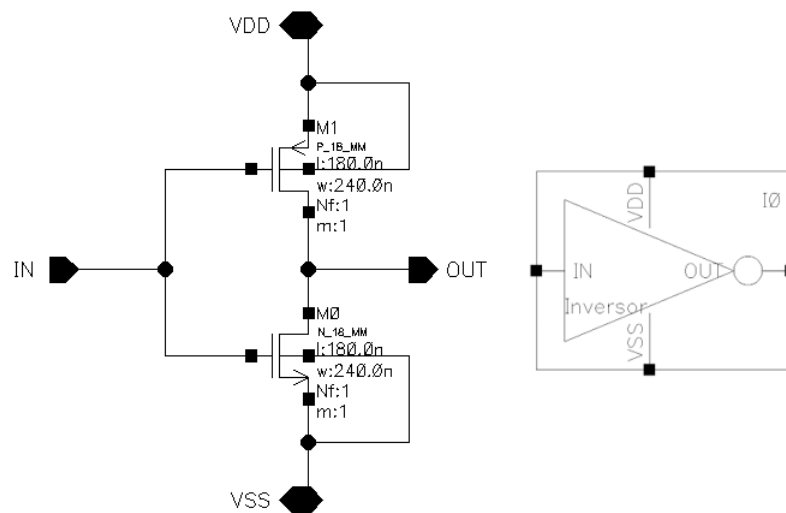 VDD
M1
P_18_MM
l:180.0n
w:240.0n
Nf:1
m:1
IN
OUT
M0
N_18_MM
l:180.0n
w:240.0n
Nf:1
m:1
VSS
I0
VDD
IN
OUT
Inversor
VSS